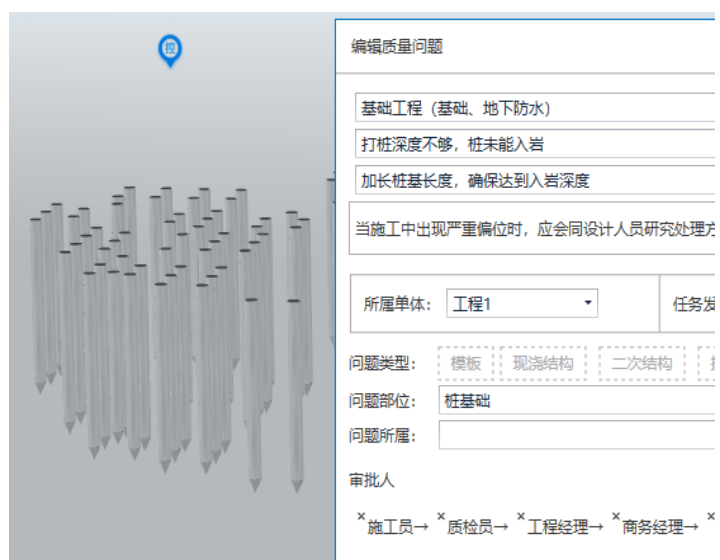 控
编辑质量问题
基础工程（基础、地下防水）
打桩深度不够，桩未能入岩
加长桩基长度，确保达到入岩深度
当施工中出现严重偏位时，应会同设计人员研究处理方
所属单体： 工程1 任务发
问题类型： 模板 现浇结构 二次结构
问题部位： 桩基础
问题所属：
审批人
×施工员→ ×质检员→ ×工程经理→ ×商务经理→ ×